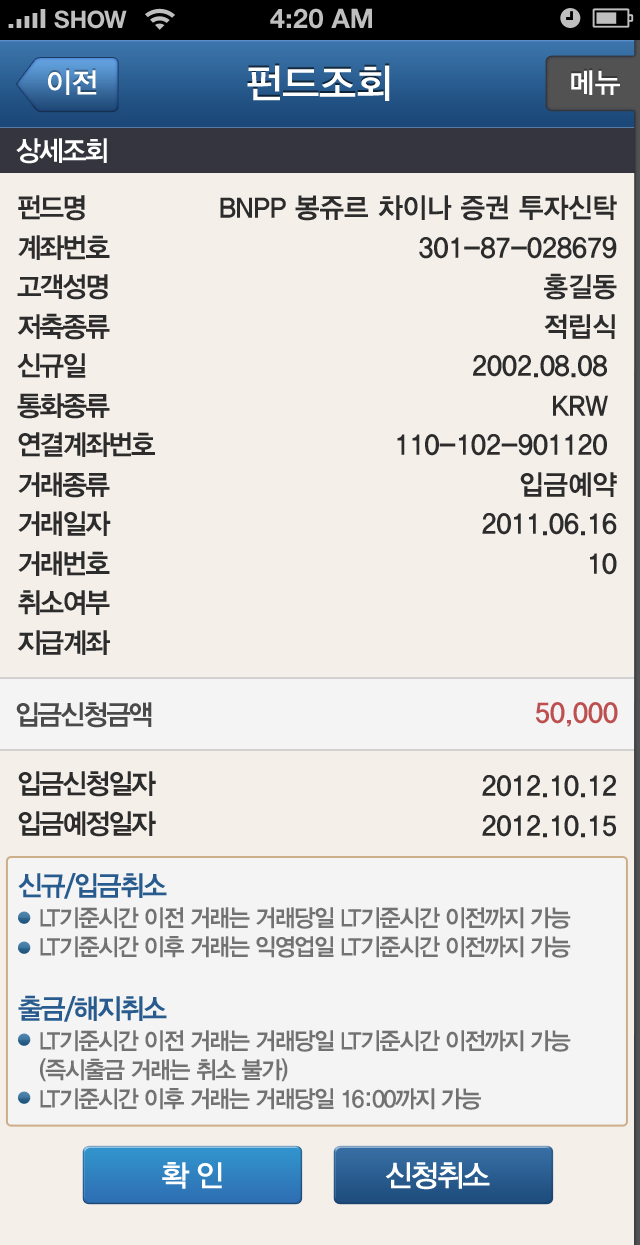 SHOW 4:20 AM
이전 펀드조회 메뉴
상세조회
펀드명 BNPP 봉쥬르 차이나 증권 투자신탁
계좌번호 301-87-028679
고객성명 홍길동
저축종류 적립식
신규일 2002.08.08
통화종류 KRW
연결계좌번호 110-102-901120
거래종류 입금예약
거래일자 2011.06.16
거래번호 10
취소여부
지급계좌
입금신청금액 50,000
입금신청일자 2012.10.12
입금예정일자 2012.10.15
신규/입금취소
LT기준시간 이전 거래는 거래당일 LT기준시간 이전까지 가능
LT기준시간 이후 거래는 익영업일 LT기준시간 이전까지 가능
출금/해지취소
LT기준시간 이전 거래는 거래당일 LT기준시간 이전까지 가능
(즉시출금 거래는 취소 불가)
LT기준시간 이후 거래는 거래당일 16:00까지 가능
확 인 신청취소